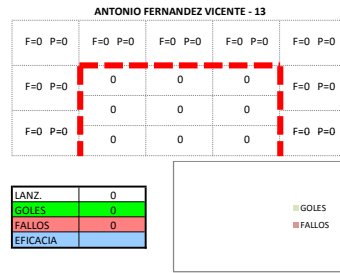 ANTONIO FERNANDEZ VICENTE - 13
F=0 P=0 F=0 P=0 F=0 P=0 F=0 P=0 F=0 P=0
F=0 P=0 0 0 0 F=0 P=0
0 0 0
F=0 P=0 0 0 0 F=0 P=0
LANZ. 0
GOLES 0
FALLOS 0
EFICACIA
GOLES
FALLOS